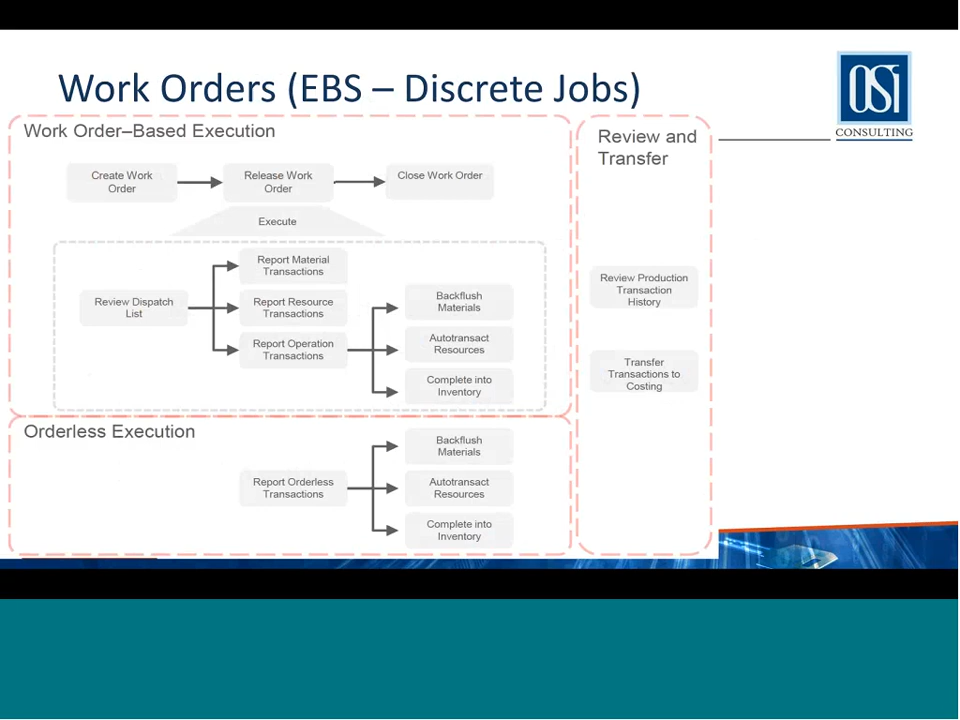 Work Orders (EBS – Discrete Jobs)
OSi
CONSULTING
Work Order–Based Execution
Create Work
Order
Release Work
Order
Close Work Order
Execute
Review Dispatch
List
Report Material
Transactions
Report Resource
Transactions
Report Operation
Transactions
Backflush
Materials
Autotransact
Resources
Complete into
Inventory
Orderless Execution
Report Orderless
Transactions
Backflush
Materials
Autotransact
Resources
Complete into
Inventory
Review and
Transfer
Review Production
Transaction
History
Transfer
Transactions to
Costing